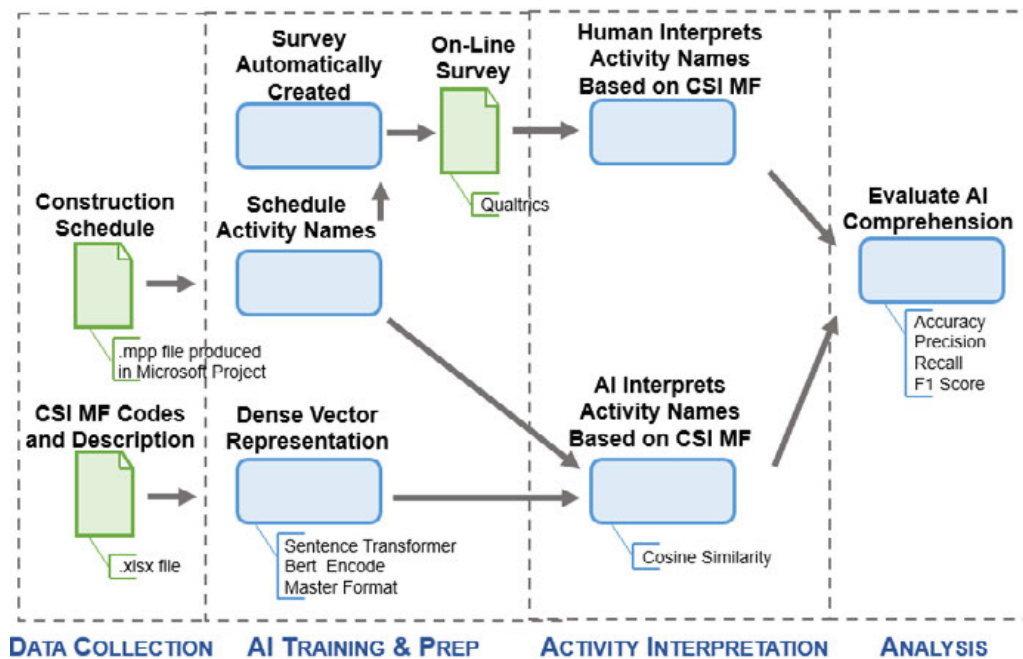 Survey
Automatically
Created
On-Line
Survey
Human Interprets
Activity Names
Based on CSI MF
Qualtrics
Construction
Schedule
.mpp file produced
in Microsoft Project
Schedule
Activity Names
Evaluate AI
Comprehension
Accuracy
Precision
Recall
F1 Score
CSI MF Codes
and Description
.xlsx file
Dense Vector
Representation
Sentence Transformer
Bert Encode
Master Format
AI Interprets
Activity Names
Based on CSI MF
Cosine Similarity
DATA COLLECTION
AI TRAINING & PREP
ACTIVITY INTERPRETATION
ANALYSIS